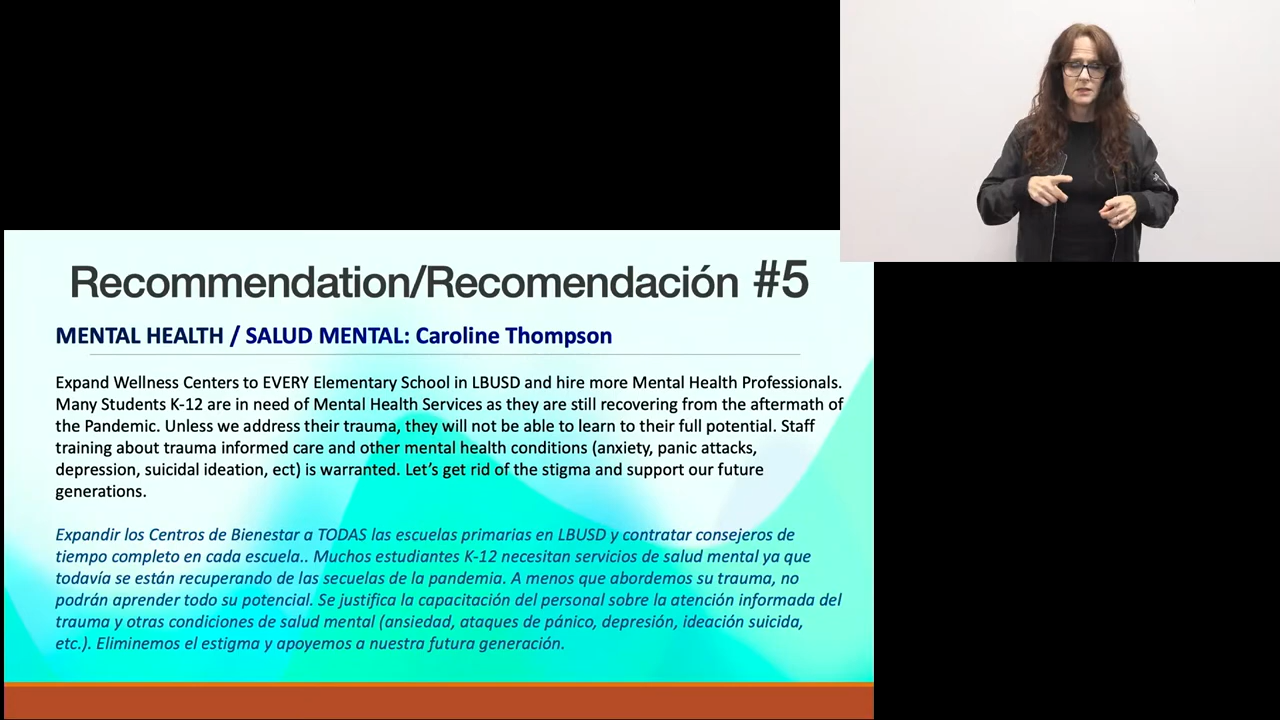 Recommendation/Recomendación #5
MENTAL HEALTH / SALUD MENTAL: Caroline Thompson
Expand Wellness Centers to EVERY Elementary School in LBUSD and hire more Mental Health Professionals.
Many Students K-12 are in need of Mental Health Services as they are still recovering from the aftermath of
the Pandemic. Unless we address their trauma, they will not be able to learn to their full potential. Staff
training about trauma informed care and other mental health conditions (anxiety, panic attacks,
depression, suicidal ideation, ect) is warranted. Let’s get rid of the stigma and support our future
generations.
Expandir los Centros de Bienestar a TODAS las escuelas primarias en LBUSD y contratar consejeros de
tiempo completo en cada escuela.. Muchos estudiantes K-12 necesitan servicios de salud mental ya que
todavía se están recuperando de las secuelas de la pandemia. A menos que abordemos su trauma, no
podrán aprender todo su potencial. Se justifica la capacitación del personal sobre la atención informada del
trauma y otras condiciones de salud mental (ansiedad, ataques de pánico, depresión, ideación suicida,
etc.). Eliminemos el estigma y apoyemos a nuestra futura generación.